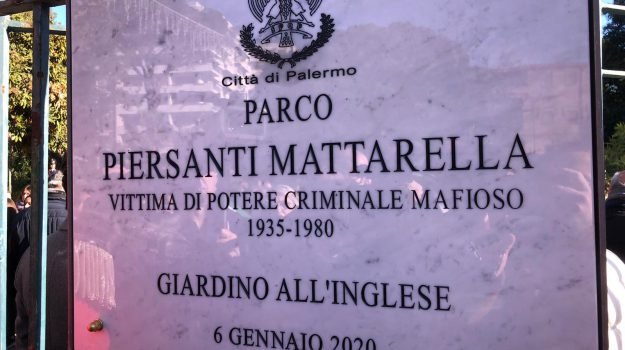 S.P.Q.P.
Città di Palermo
PARCO
PIERSANTI MATTARELLA
VITTIMA DI POTERE CRIMINALE MAFIOSO
1935-1980
GIARDINO ALL'INGLESE
6 GENNAIO 2020